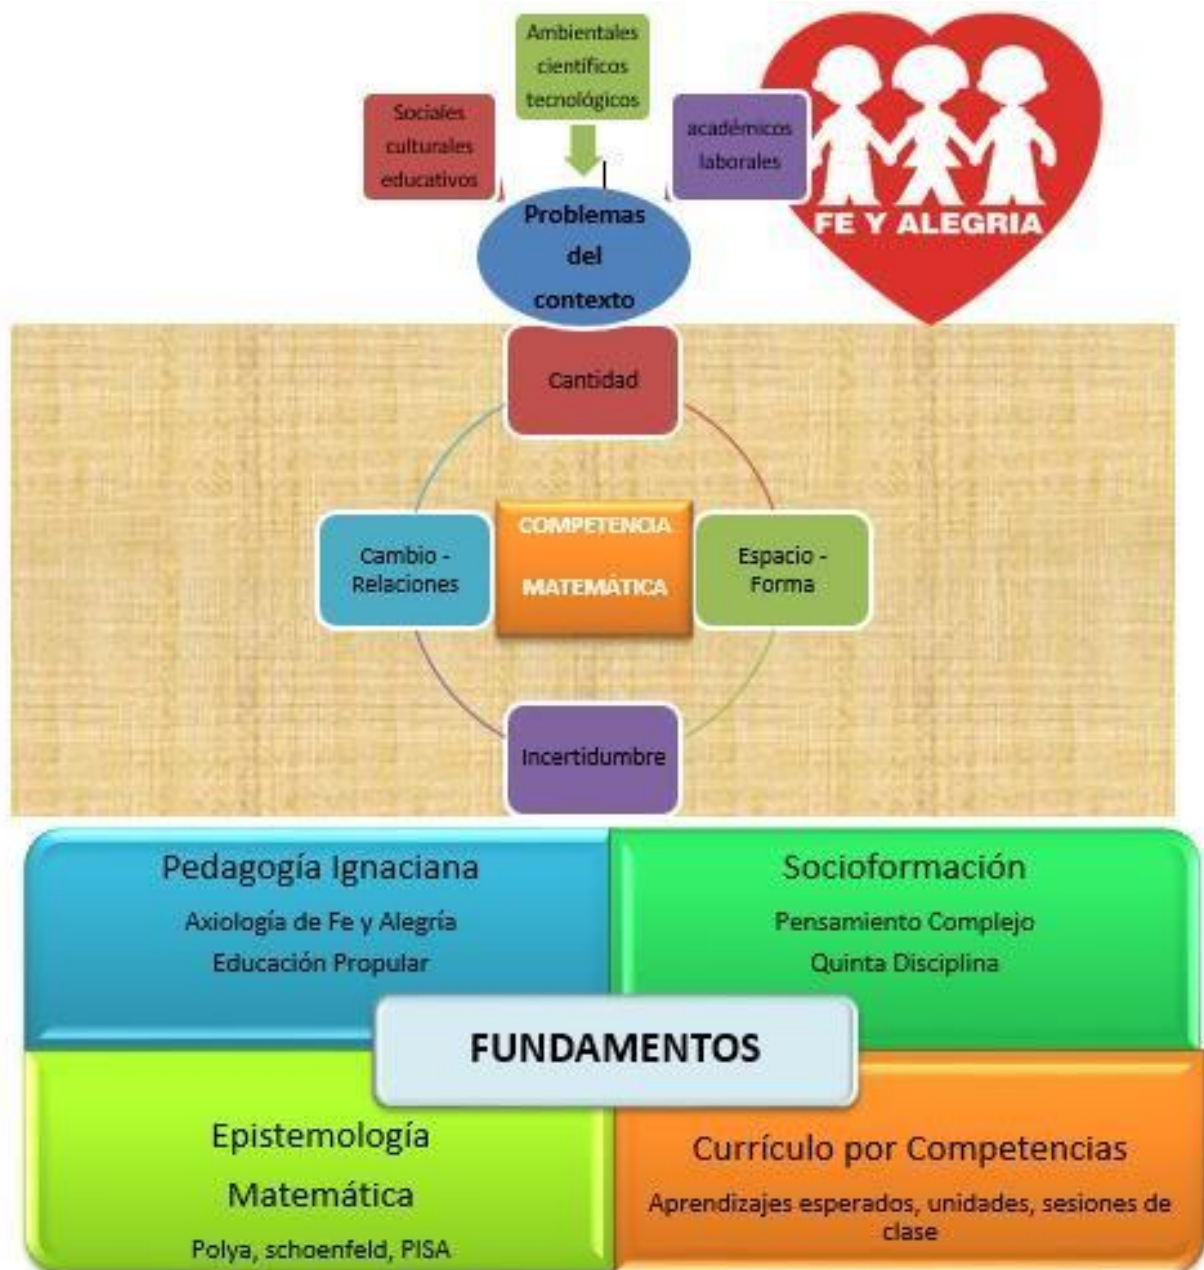 Ambientales
científicos
tecnológicos
Sociales
culturales
educativos
académicos
laborales
FE Y ALEGRIA
Problemas
del
contexto
Cantidad
Cambio -
Relaciones
COMPETENCIA
MATEMÁTICA
Espacio -
Forma
Incertidumbre
Pedagogía Ignaciana
Axiología de Fe y Alegría
Educación Propular
Socioformación
Pensamiento Complejo
Quinta Disciplina
FUNDAMENTOS
Epistemología
Matemática
Polya, schoenfeld, PISA
Currículo por Competencias
Aprendizajes esperados, unidades, sesiones de
clase